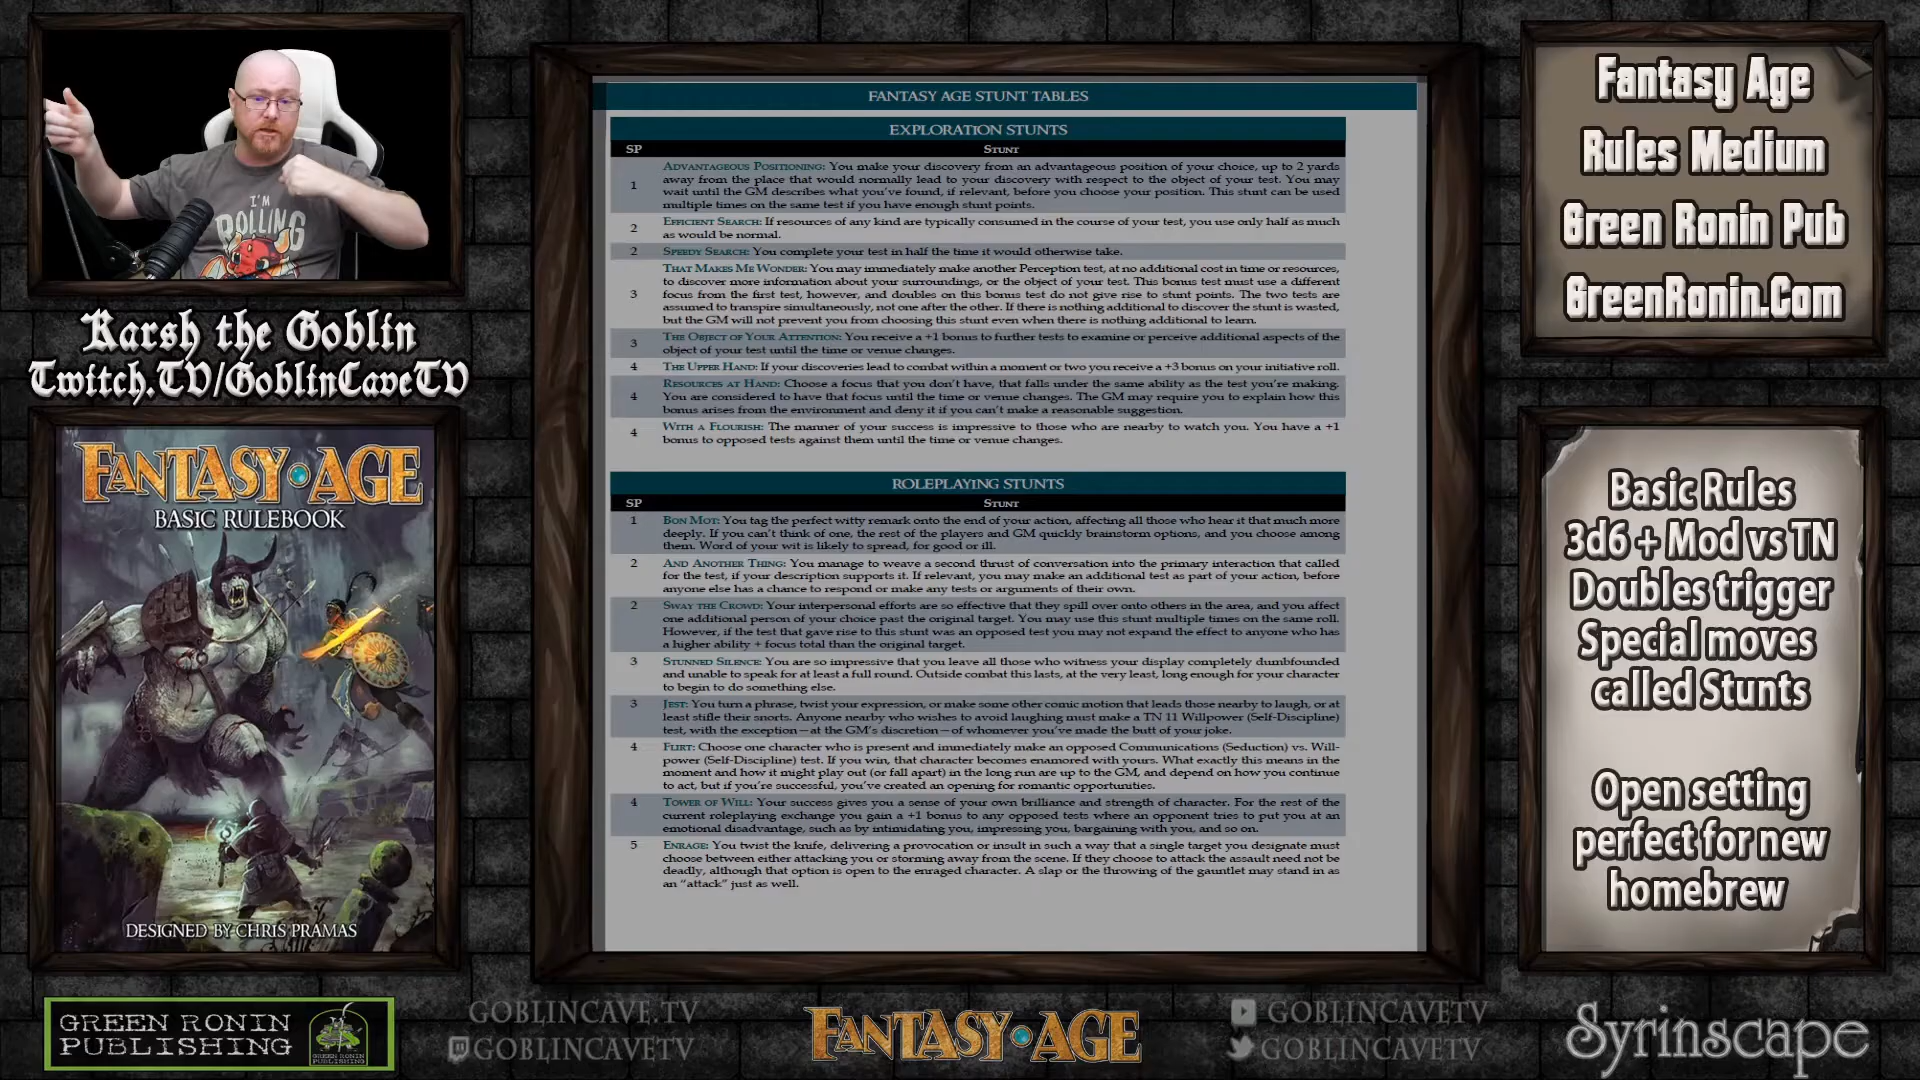 I'M
ROLLING
Karsh the Goblin
Twitch.TV/GoblinCaveTV
FANTASY AGE
BASIC RULEBOOK
DESIGNED BY CHRIS PRAMAS
GREEN RONIN
PUBLISHING
GREEN RONIN
PUBLISHING
FANTASY AGE STUNT TABLES
EXPLORATION STUNTS
SP STUNT
1 ADVANTAGEOUS POSITIONING: You make your discovery from an advantageous position of your choice, up to 2 yards
away from the place that would normally lead to your discovery with respect to the object of your test. You may
wait until the GM describes what you've found, if relevant, before you choose your position. This stunt can be used
multiple times on the same test if you have enough stunt points.
2 EFFICIENT SEARCH: If resources of any kind are typically consumed in the course of your test, you use only half as much
as would be normal.
2 SPEEDY SEARCH: You complete your test in half the time it would otherwise take.
3 THAT MAKES ME WONDER: You may immediately make another Perception test, at no additional cost in time or resources,
to discover more information about your surroundings, or the object of your test. This bonus test must use a different
focus from the first test, however, and doubles on this bonus test do not give rise to stunt points. The two tests are
assumed to transpire simultaneously, not one after the other. If there is nothing additional to discover the stunt is wasted,
but the GM will not prevent you from choosing this stunt even when there is nothing additional to learn.
3 THE OBJECT OF YOUR ATTENTION: You receive a +1 bonus to further tests to examine or perceive additional aspects of the
object of your test until the time or venue changes.
4 THE UPPER HAND: If your discoveries lead to combat within a moment or two you receive a +3 bonus on your initiative roll.
4 RESOURCES AT HAND: Choose a focus that you don't have, that falls under the same ability as the test you're making.
You are considered to have that focus until the time or venue changes. The GM may require you to explain how this
bonus arises from the environment and deny it if you can't make a reasonable suggestion.
4 WITH A FLOURISH: The manner of your success is impressive to those who are nearby to watch you. You have a +1
bonus to opposed tests against them until the time or venue changes.
ROLEPLAYING STUNTS
SP STUNT
1 BON MOT: You tag the perfect witty remark onto the end of your action, affecting all those who hear it that much more
deeply. If you can't think of one, the rest of the players and GM quickly brainstorm options, and you choose among
them. Word of your wit is likely to spread, for good or ill.
2 AND ANOTHER THING: You manage to weave a second thrust of conversation into the primary interaction that called
for the test, if your description supports it. If relevant, you may make an additional test as part of your action, before
anyone else has a chance to respond or make any tests or arguments of their own.
2 SWAY THE CROWD: Your interpersonal efforts are so effective that they spill over onto others in the area, and you affect
one additional person of your choice past the original target. You may use this stunt multiple times on the same roll.
However, if the test that gave rise to this stunt was an opposed test you may not expand the effect to anyone who has
a higher ability + focus total than the original target.
3 STUNNED SILENCE: You are so impressive that you leave all those who witness your display completely dumbfounded
and unable to speak for at least a full round. Outside combat this lasts, at the very least, long enough for your character
to begin to do something else.
3 JEST: You turn a phrase, twist your expression, or make some other comic motion that leads those nearby to laugh, or at
least stifle their snorts. Anyone nearby who wishes to avoid laughing must make a TN 11 Willpower (Self-Discipline)
test, with the exception—at the GM's discretion—of whomever you've made the butt of your joke.
4 FLIRT: Choose one character who is present and immediately make an opposed Communications (Seduction) vs. Will-
power (Self-Discipline) test. If you win, that character becomes enamored with yours. What exactly this means in the
moment and how it might play out (or fall apart) in the long run are up to the GM, and depend on how you continue
to act, but if you're successful, you've created an opening for romantic opportunities.
4 TOWER OF WILL: Your success gives you a sense of your own brilliance and strength of character. For the rest of the
current roleplaying exchange you gain a +1 bonus to any opposed tests where an opponent tries to put you at an
emotional disadvantage, such as by intimidating you, impressing you, bargaining with you, and so on.
5 ENRAGE: You twist the knife, delivering a provocation or insult in such a way that a single target you designate must
choose between either attacking you or storming away from the scene. If they choose to attack the assault need not be
deadly, although that option is open to the enraged character. A slap or the throwing of the gauntlet may stand in as
an "attack" just as well.
GOBLINCAVE.TV
GOBLINCAVETV
FANTASY AGE
GOBLINCAVETV
GOBLINCAVETV
Fantasy Age
Rules Medium
Green Ronin Pub
GreenRonin.Com
Basic Rules
3d6 + Mod vs TN
Doubles trigger
Special moves
called Stunts
Open setting
perfect for new
homebrew
Syrinscape